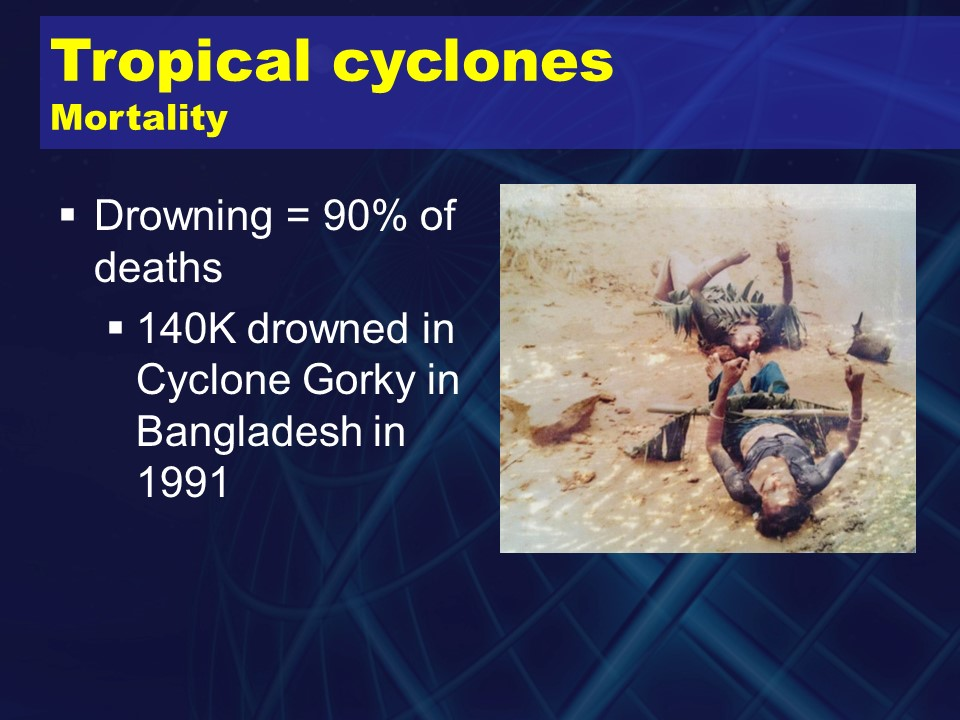 Tropical cyclones
Mortality
▪ Drowning = 90% of
deaths
▪ 140K drowned in
Cyclone Gorky in
Bangladesh in
1991